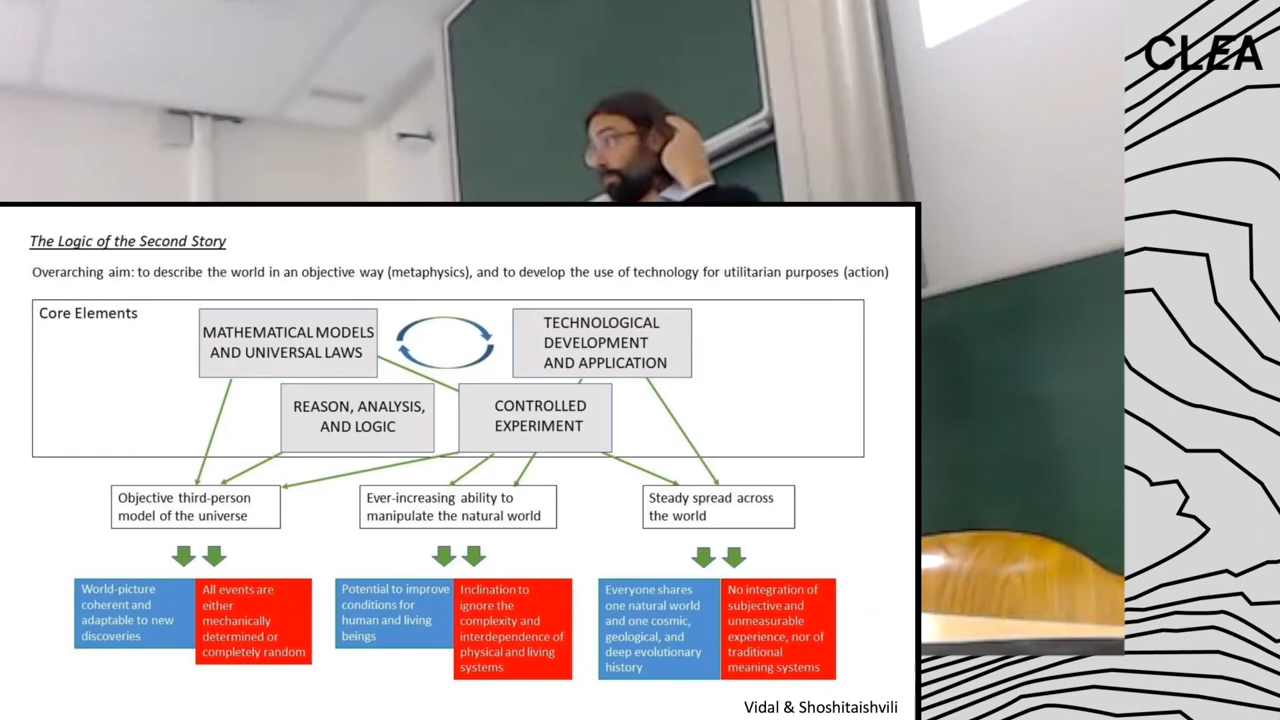 CLEA
The Logic of the Second Story
Overarching aim: to describe the world in an objective way (metaphysics), and to develop the use of technology for utilitarian purposes (action)
Core Elements
MATHEMATICAL MODELS
AND UNIVERSAL LAWS
TECHNOLOGICAL
DEVELOPMENT
AND APPLICATION
REASON, ANALYSIS,
AND LOGIC
CONTROLLED
EXPERIMENT
Objective third-person
model of the universe
Ever-increasing ability to
manipulate the natural world
Steady spread across
the world
World-picture
coherent and
adaptable to new
discoveries
All events are
either
mechanically
determined or
completely random
Potential to improve
conditions for
human and living
beings
Inclination to
ignore the
complexity and
interdependence of
physical and living
systems
Everyone shares
one natural world
and one cosmic,
geological, and
deep evolutionary
history
No integration of
subjective and
unmeasurable
experience, nor of
traditional
meaning systems
Vidal & Shoshitaishvili